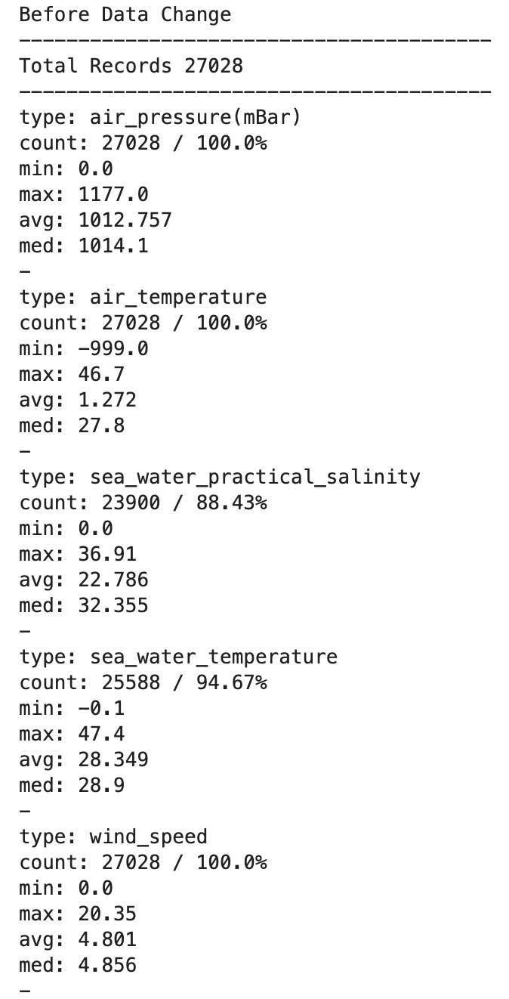 Before Data Change
----------------------------------------
Total Records 27028
----------------------------------------
type: air_pressure(mBar)
count: 27028 / 100.0%
min: 0.0
max: 1177.0
avg: 1012.757
med: 1014.1
-
type: air_temperature
count: 27028 / 100.0%
min: -999.0
max: 46.7
avg: 1.272
med: 27.8
-
type: sea_water_practical_salinity
count: 23900 / 88.43%
min: 0.0
max: 36.91
avg: 22.786
med: 32.355
-
type: sea_water_temperature
count: 25588 / 94.67%
min: -0.1
max: 47.4
avg: 28.349
med: 28.9
-
type: wind_speed
count: 27028 / 100.0%
min: 0.0
max: 20.35
avg: 4.801
med: 4.856
-